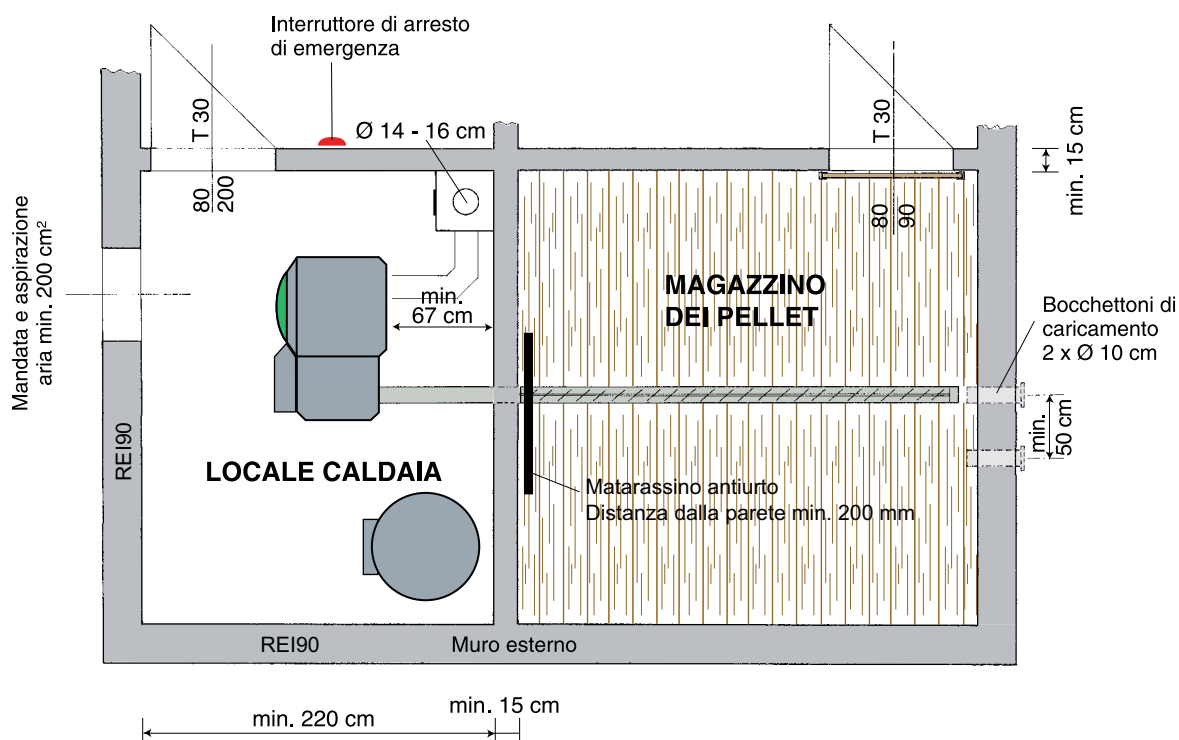 Interruttore di arresto
di emergenza
T 30
80
200
Ø 14 - 16 cm
T 30
80
90
min. 15 cm
Mandata e aspirazione
aria min. 200 cm²
min.
67 cm
MAGAZZINO
DEI PELLET
Bocchettoni di
caricamento
2 x Ø 10 cm
min.
50 cm
REI90
LOCALE CALDAIA
Matarassino antiurto
Distanza dalla parete min. 200 mm
REI90
Muro esterno
min. 220 cm
min. 15 cm